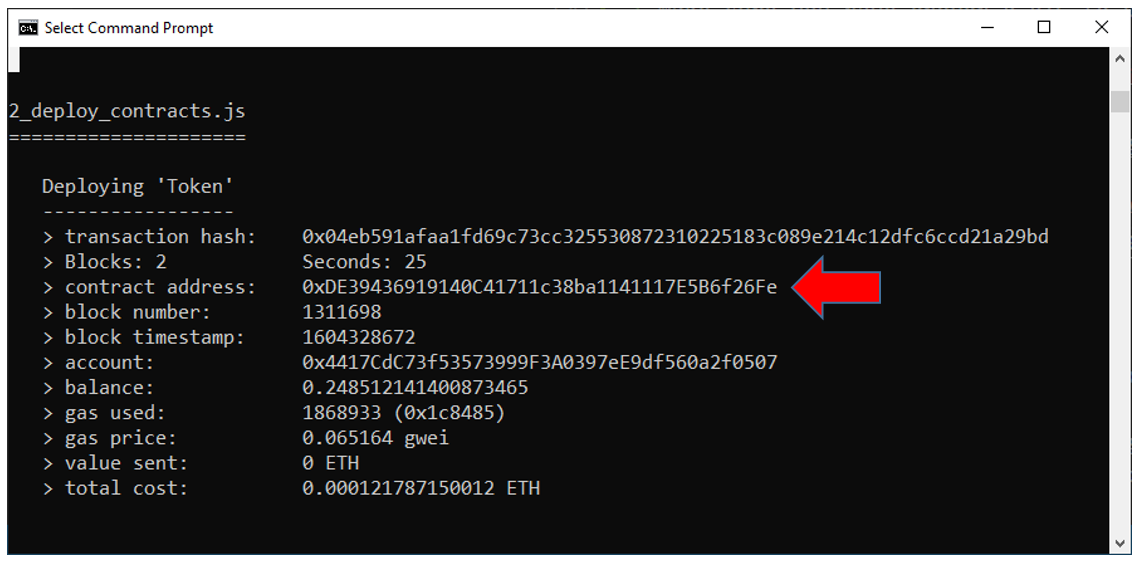 Select Command Prompt
2_deploy_contracts.js
=====================
Deploying 'Token'
-----------------
> transaction hash: 0x04eb591afaa1fd69c73cc325530872310225183c089e214c12dfc6ccd21a29bd
> Blocks: 2 Seconds: 25
> contract address: 0xDE39436919140C41711c38ba1141117E5B6f26Fe
> block number: 1311698
> block timestamp: 1604328672
> account: 0x4417CdC73f53573999F3A0397eE9df560a2f0507
> balance: 0.248512141400873465
> gas used: 1868933 (0x1c8485)
> gas price: 0.065164 gwei
> value sent: 0 ETH
> total cost: 0.000121787150012 ETH